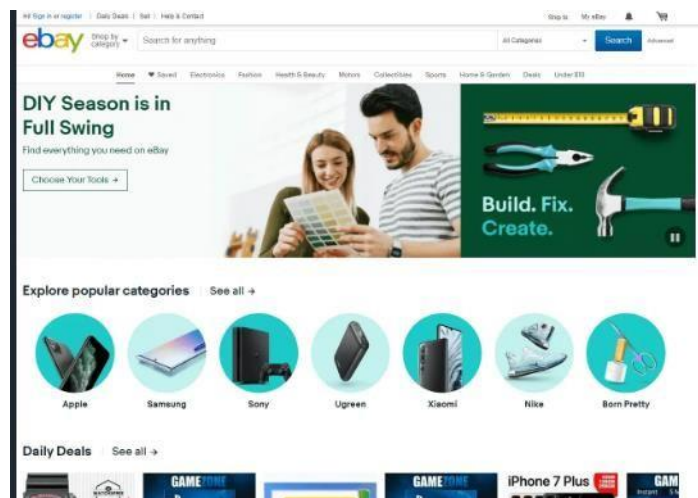 Hi! Sign in or register | Daily Deals | Sell | Help & Contact
Ship to My eBay
ebay Shop by category Search for anything All Categories Search Advanced
Home Saved Electronics Fashion Health & Beauty Motors Collectibles Sports Home & Garden Deals Under $10
DIY Season is in
Full Swing
Find everything you need on eBay
Choose Your Tools →
Build. Fix.
Create.
Explore popular categories See all →
Apple Samsung Sony Ugreen Xiaomi Nike Born Pretty
Daily Deals See all →
GAMEZONE GAMEZONE iPhone 7 Plus GAM
Instant